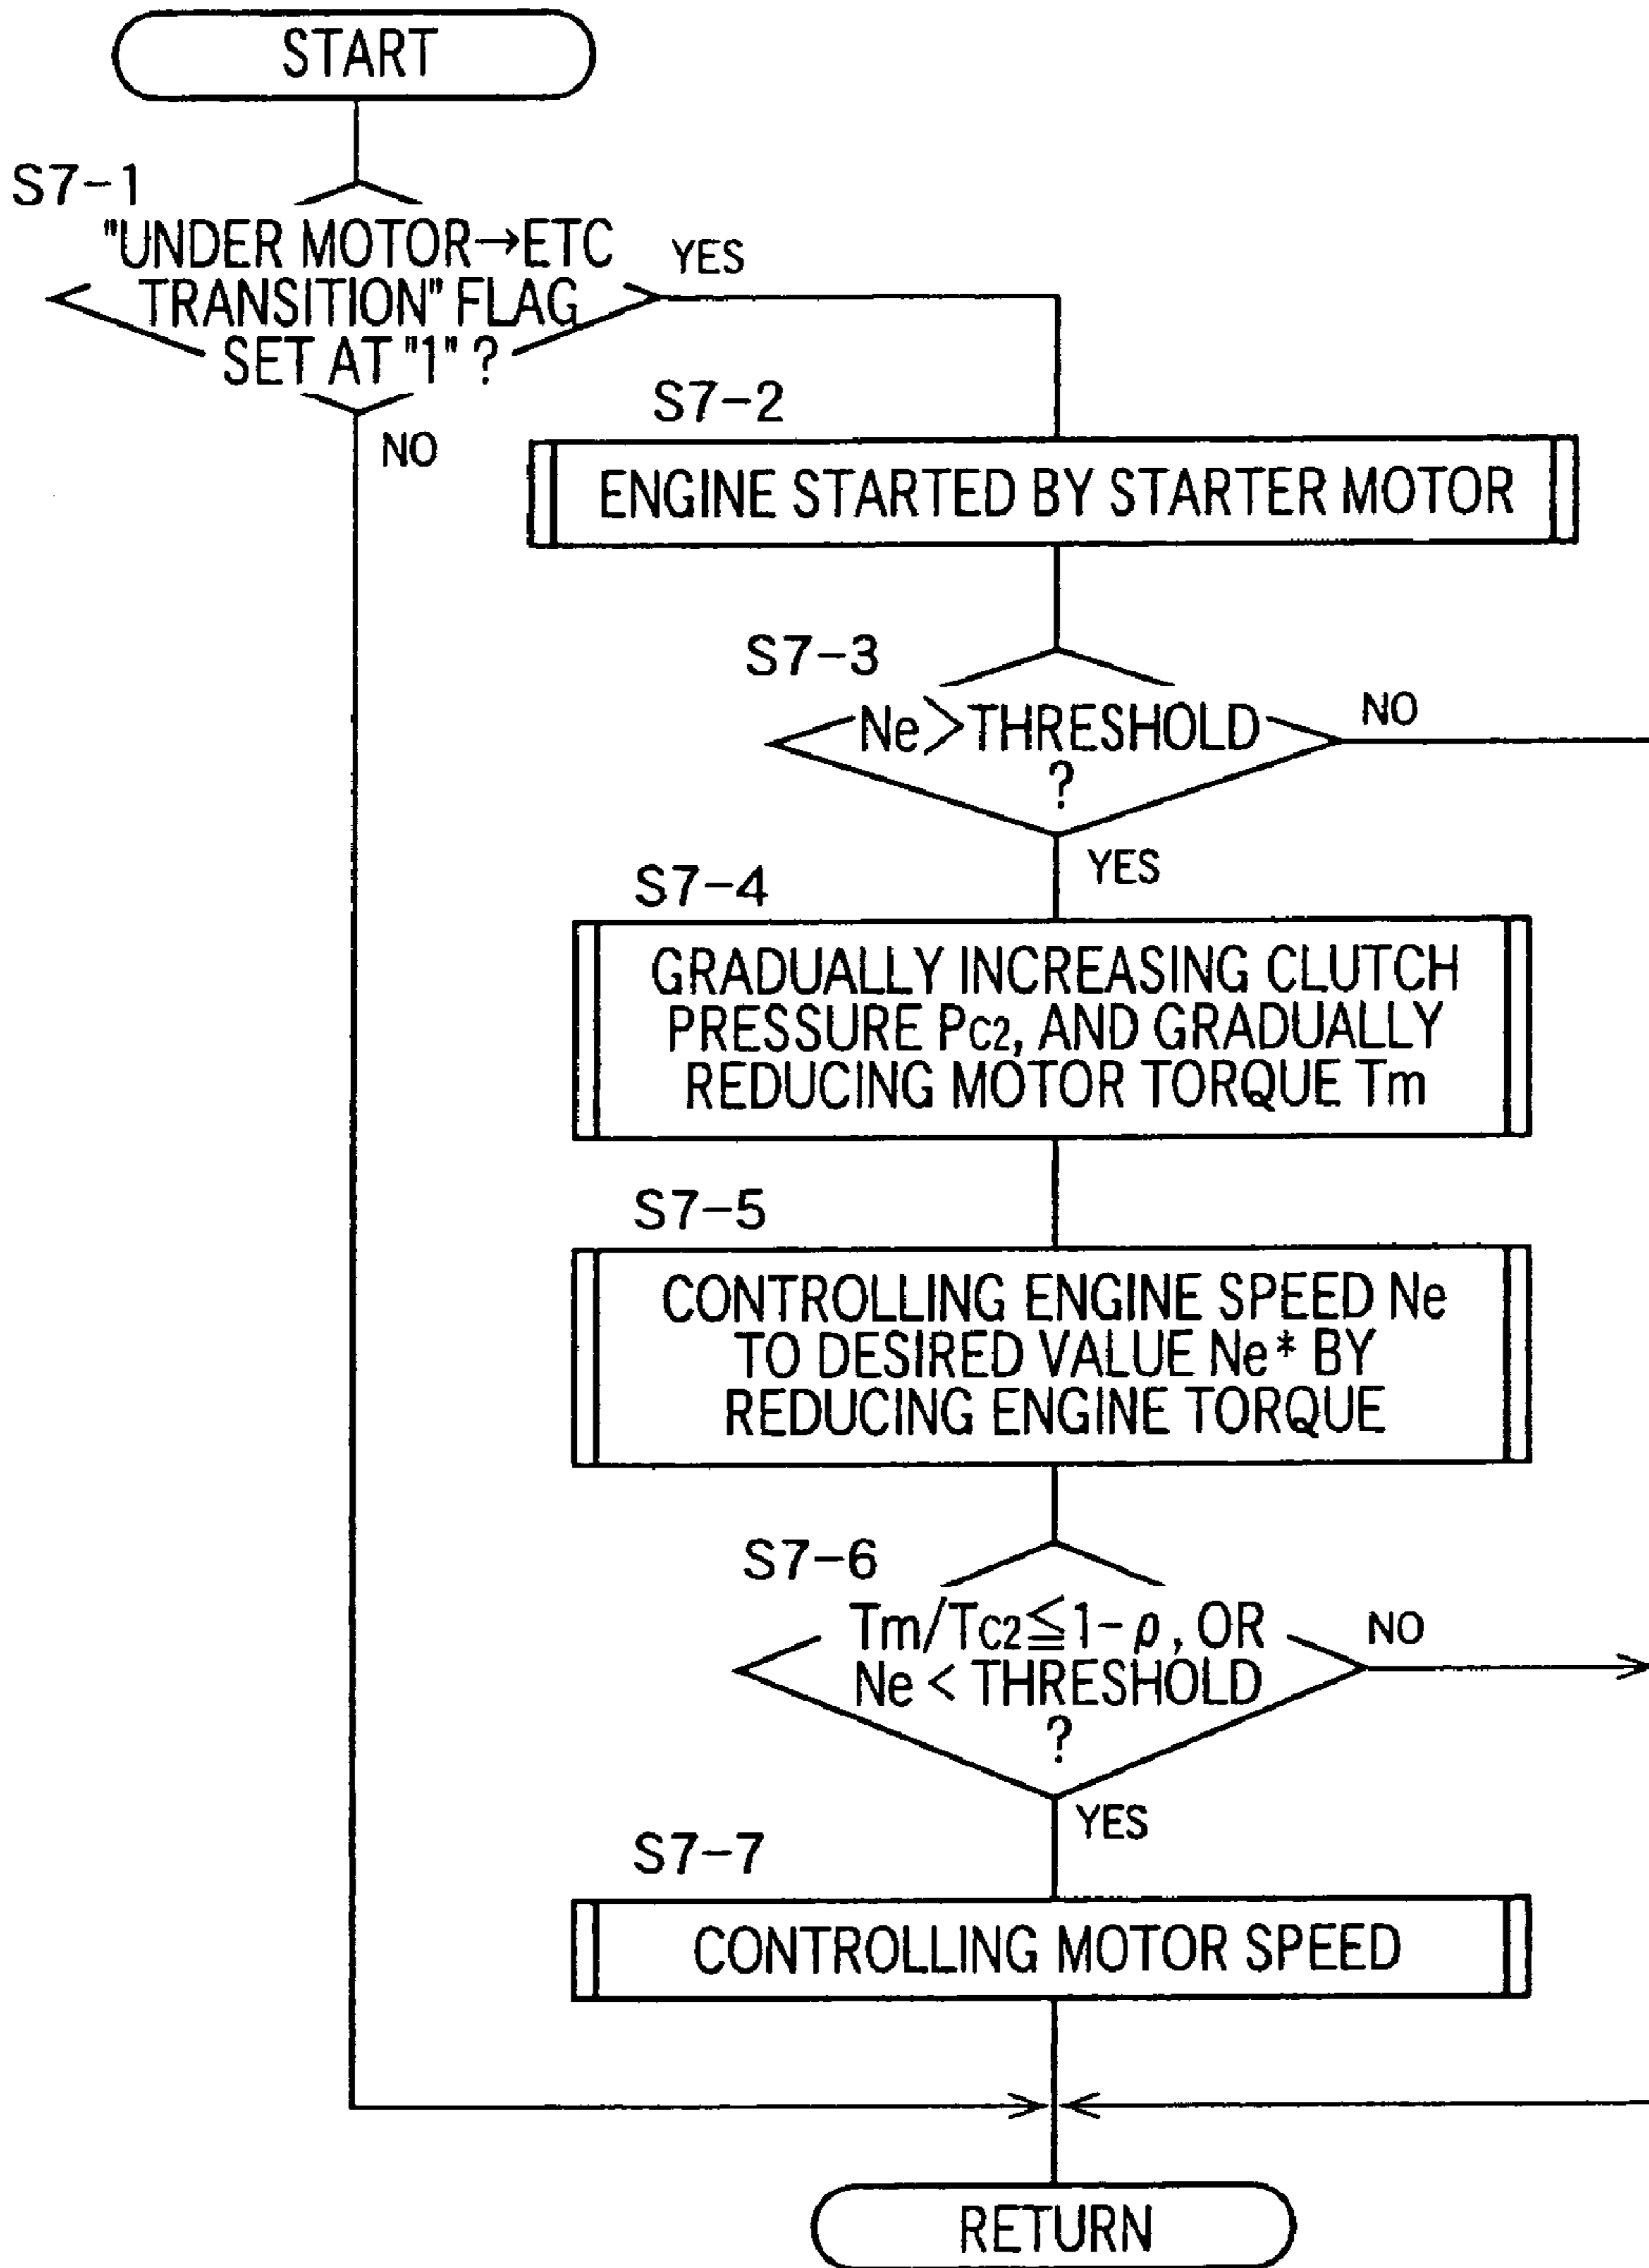 START
S7-1
"UNDER MOTOR→ETC
TRANSITION" FLAG
SET AT "1" ?
YES
NO
S7-2
ENGINE STARTED BY STARTER MOTOR
S7-3
Ne>THRESHOLD
?
NO
YES
S7-4
GRADUALLY INCREASING CLUTCH
PRESSURE PC2, AND GRADUALLY
REDUCING MOTOR TORQUE Tm
S7-5
CONTROLLING ENGINE SPEED Ne
TO DESIRED VALUE Ne* BY
REDUCING ENGINE TORQUE
S7-6
Tm/TC2≦1-ρ, OR
Ne < THRESHOLD
?
NO
YES
S7-7
CONTROLLING MOTOR SPEED
RETURN